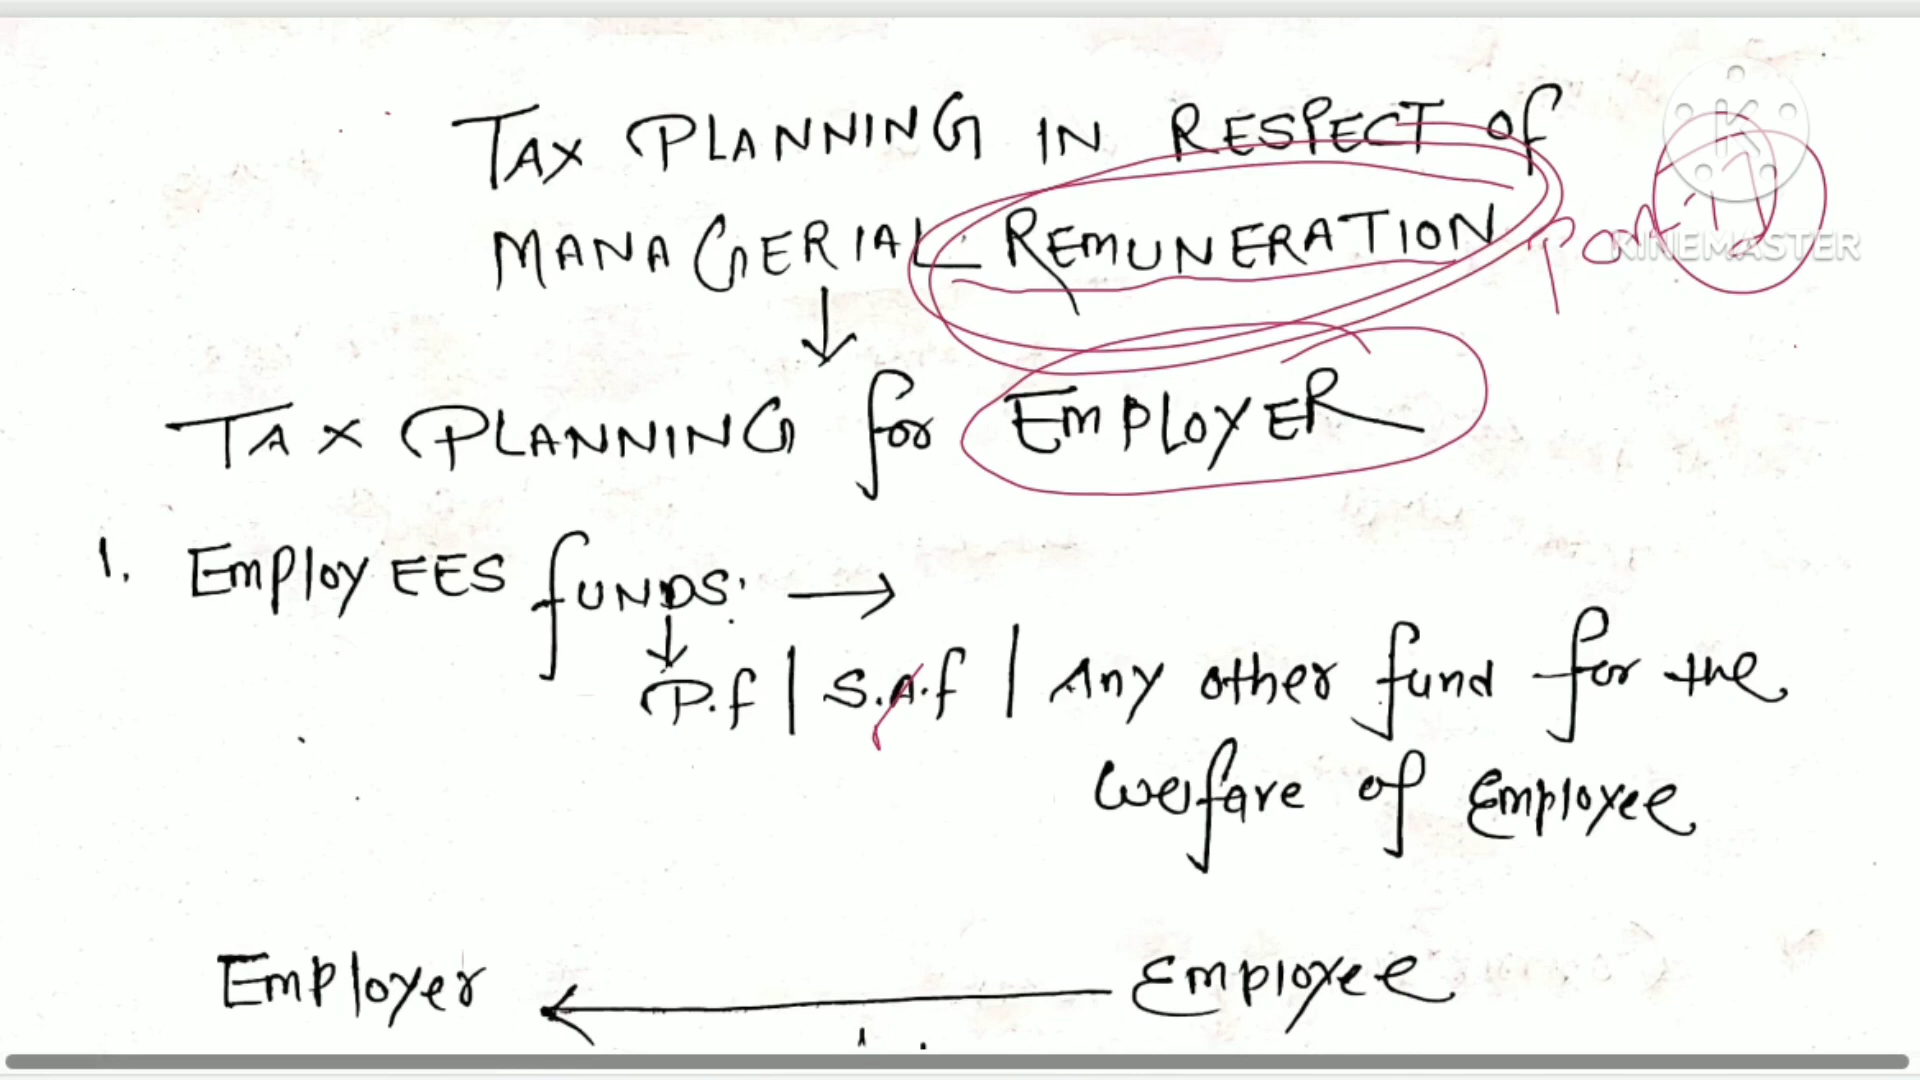 TAX PLANNING IN RESPECT of
MANAGERIAL REMUNERATION
KINEMASTER
TAX PLANNING for EMPLOYER
1. EmployEES fUNDS: →
P.f | S.A.f | Any other fund for the
welfare of Employee
Employer ← Employee